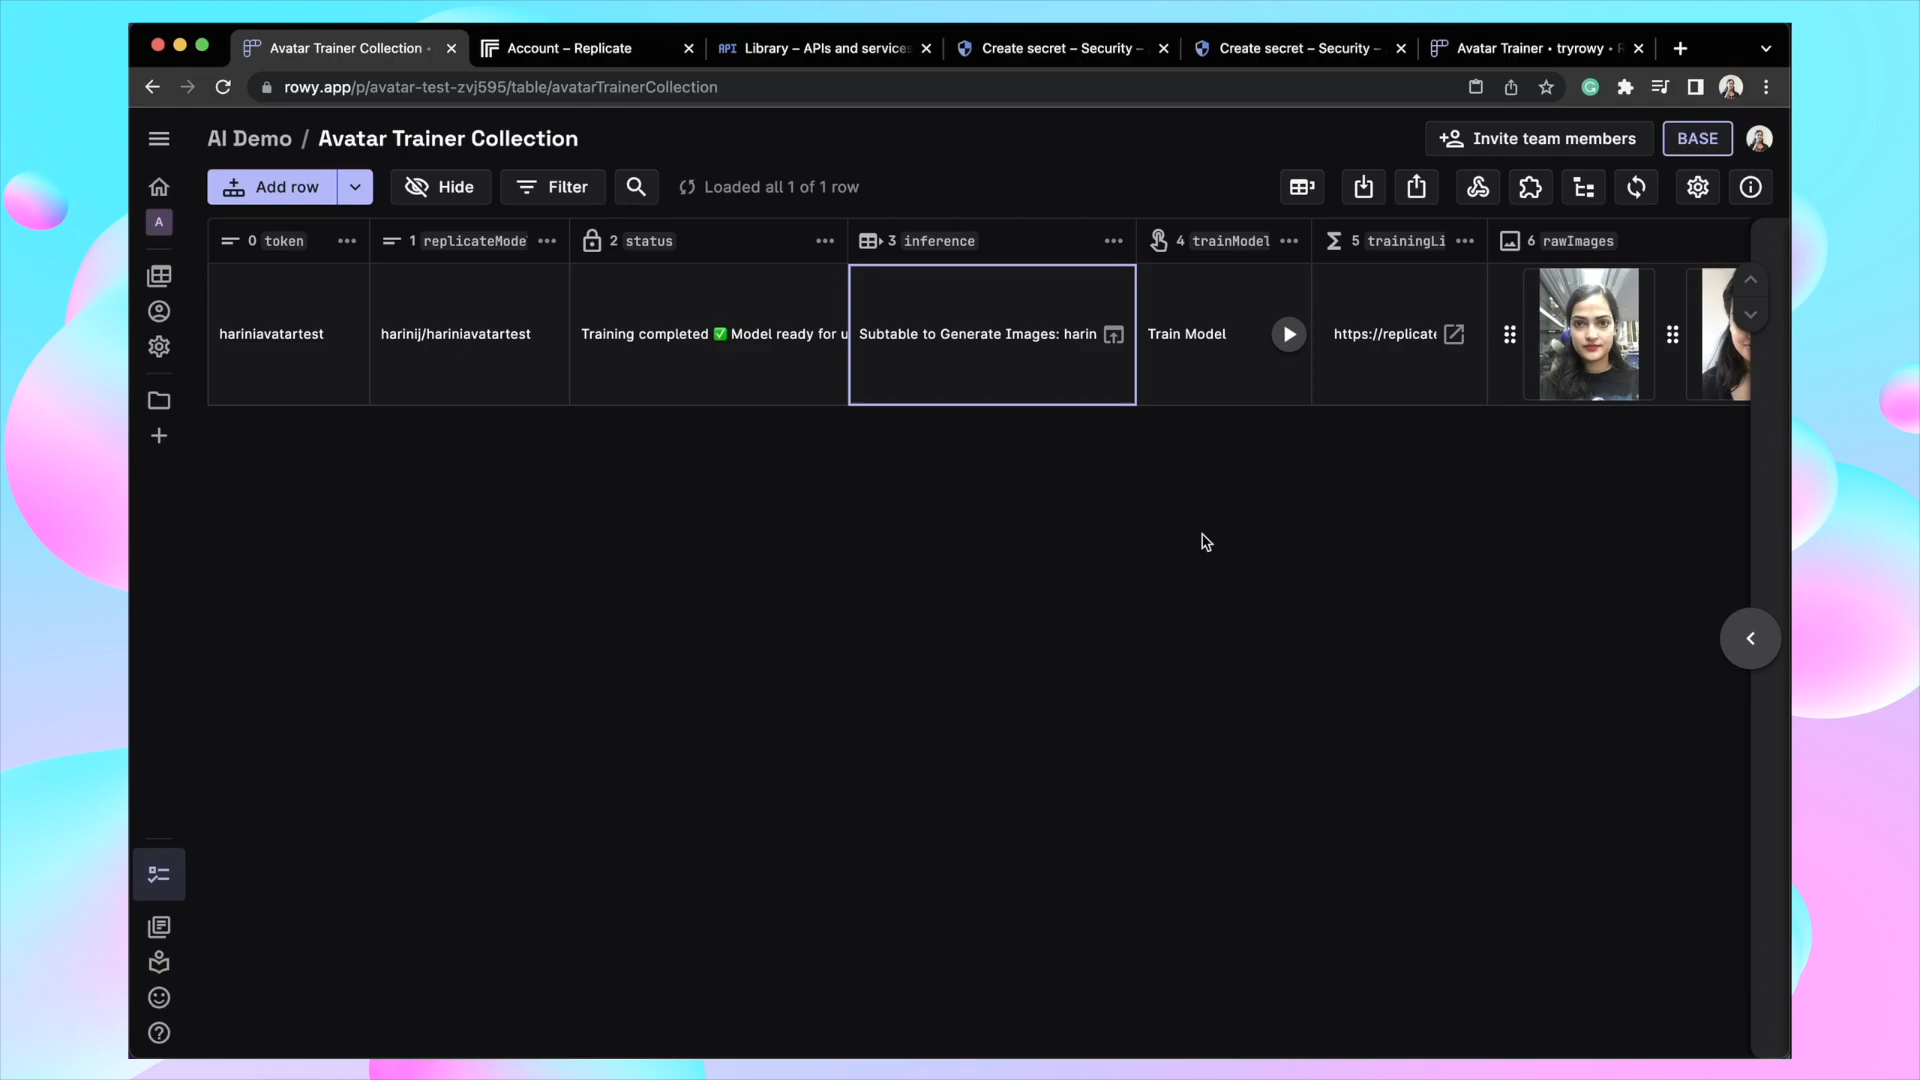 Avatar Trainer Collection
Account – Replicate
API Library – APIs and services
Create secret – Security –
Create secret – Security –
Avatar Trainer • tryrowy •
rowy.app/p/avatar-test-zvj595/table/avatarTrainerCollection
AI Demo / Avatar Trainer Collection
Invite team members
BASE
Add row
Hide
Filter
Loaded all 1 of 1 row
A
0 token
1 replicateMode
2 status
3 inference
4 trainModel
5 trainingLi
6 rawImages
hariniavatartest
harinij/hariniavatartest
Training completed ✅ Model ready for u
Subtable to Generate Images: harin
Train Model
https://replicate